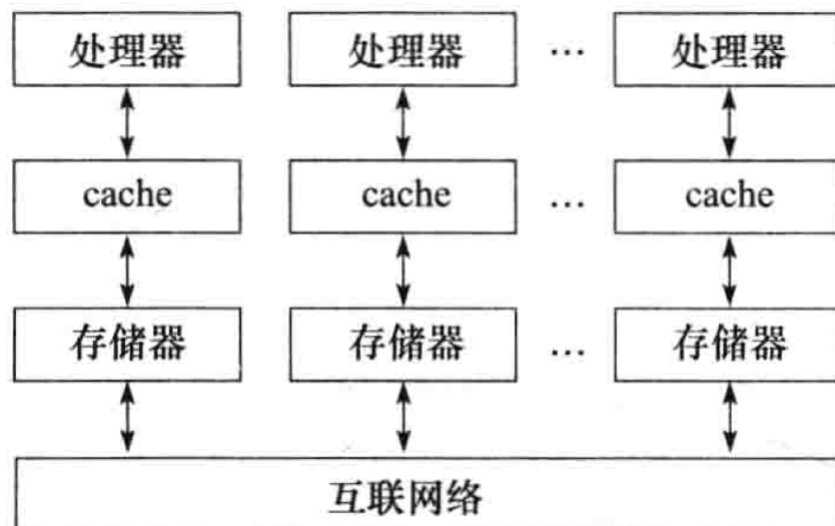 处理器 处理器 … 处理器
cache cache … cache
存储器 存储器 … 存储器
互联网络